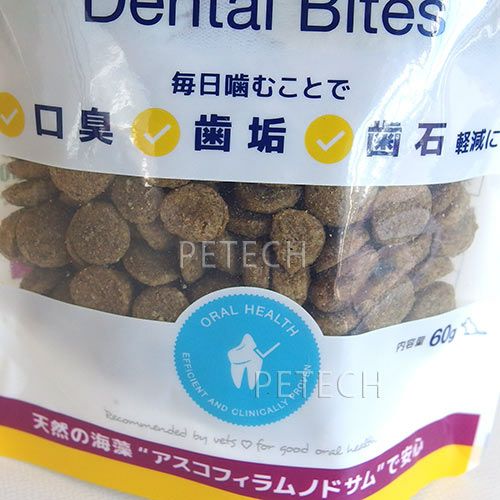 Dental Bites
毎日噛むことで
口臭 歯垢 歯石 軽減に
PETECH
ORAL HEALTH
EFFICIENT AND CLINICALLY PROVEN
内容量 60g
PETECH
Recommended by vets for good oral health
天然の海藻“アスコフィラムノドサム”で安心